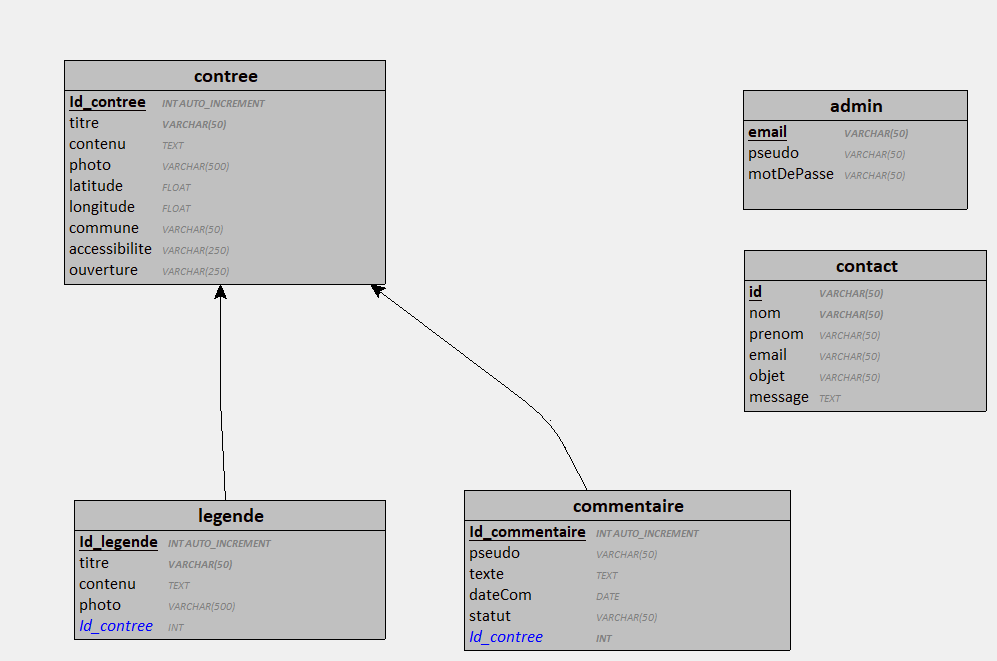 contree
Id_contree INT AUTO_INCREMENT
titre VARCHAR(50)
contenu TEXT
photo VARCHAR(500)
latitude FLOAT
longitude FLOAT
commune VARCHAR(50)
accessibilite VARCHAR(250)
ouverture VARCHAR(250)
admin
email VARCHAR(50)
pseudo VARCHAR(50)
motDePasse VARCHAR(50)
contact
id VARCHAR(50)
nom VARCHAR(50)
prenom VARCHAR(50)
email VARCHAR(50)
objet VARCHAR(50)
message TEXT
legende
Id_legende INT AUTO_INCREMENT
titre VARCHAR(50)
contenu TEXT
photo VARCHAR(500)
Id_contree INT
commentaire
Id_commentaire INT AUTO_INCREMENT
pseudo VARCHAR(50)
texte TEXT
dateCom DATE
statut VARCHAR(50)
Id_contree INT